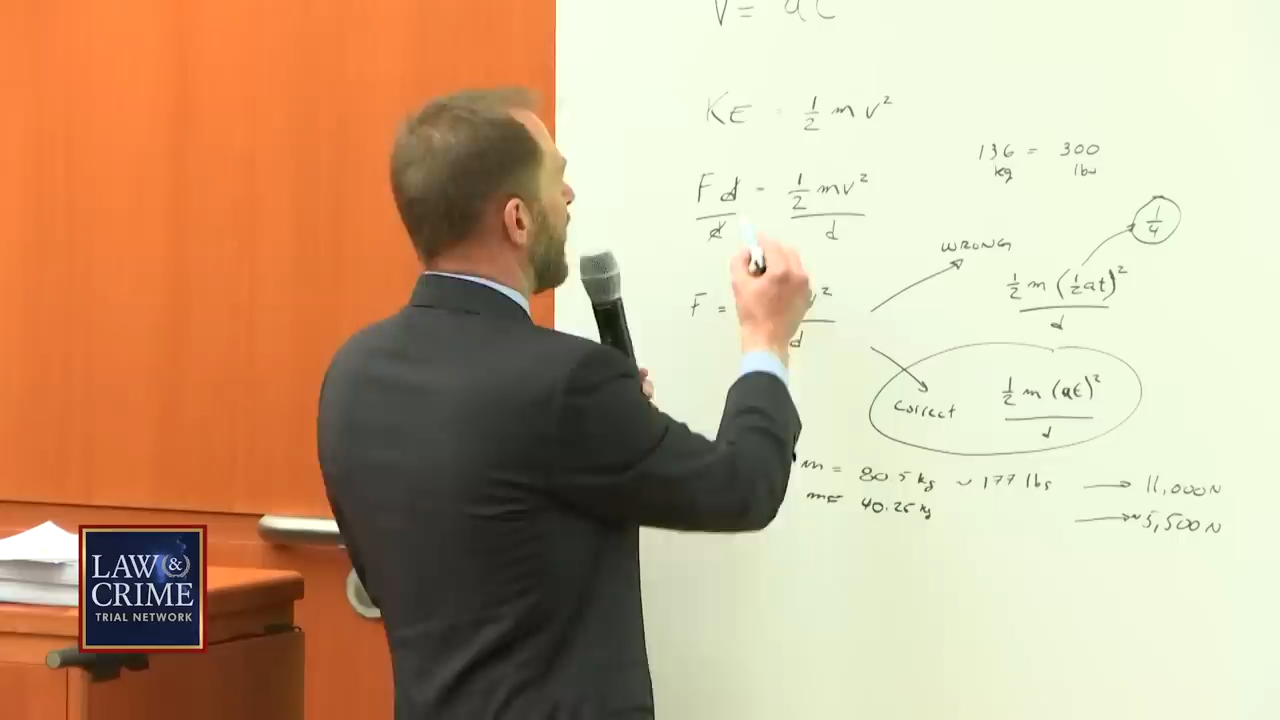 V = at
KE = ½ m v²
136 = 300
kg lbs
F d = ½ m v²
d d
1/4
WRONG
½ m (½at)²
d
F = v²
d
correct ½ m (at)²
d
m = 80.5 kg ~ 177 lbs → 11,000 N
m = 40.25 kg → ~5,500 N
LAW &
CRIME
TRIAL NETWORK